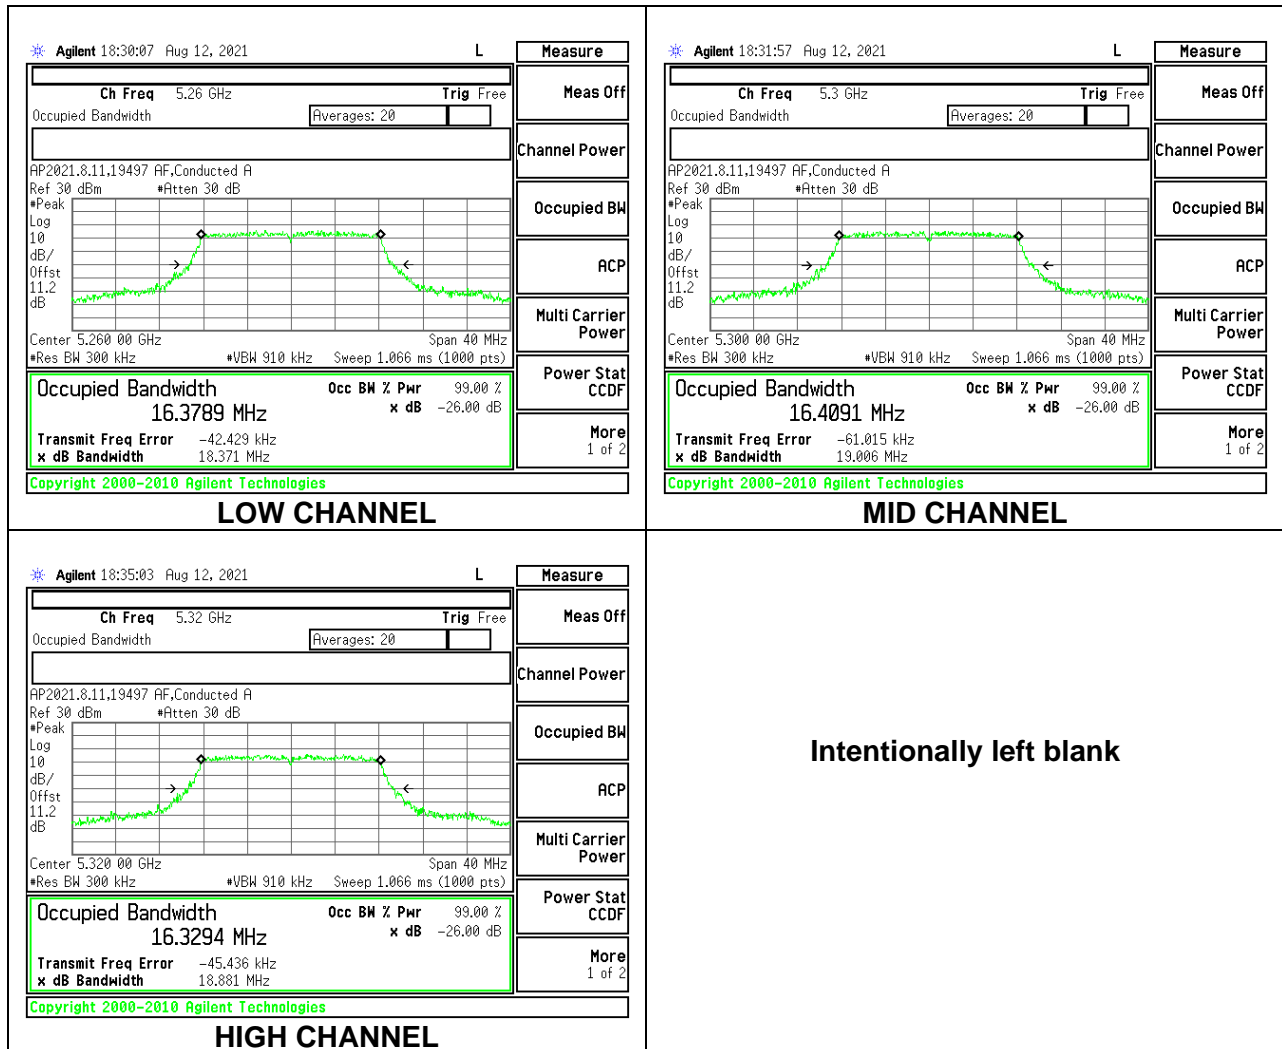 Agilent 18:30:07 Aug 12, 2021 L
Measure
Ch Freq 5.26 GHz Trig Free
Occupied Bandwidth Averages: 20
AP2021.8.11,19497 AF,Conducted A
Ref 30 dBm #Atten 30 dB
#Peak
Log
10
dB/
Offst
11.2
dB
Center 5.260 00 GHz Span 40 MHz
#Res BW 300 kHz #VBW 910 kHz Sweep 1.066 ms (1000 pts)
Occupied Bandwidth Occ BW % Pwr 99.00 %
16.3789 MHz x dB -26.00 dB
Transmit Freq Error -42.429 kHz
x dB Bandwidth 18.371 MHz
Copyright 2000-2010 Agilent Technologies
Meas Off
Channel Power
Occupied BW
ACP
Multi Carrier
Power
Power Stat
CCDF
More
1 of 2
LOW CHANNEL
Agilent 18:31:57 Aug 12, 2021 L
Measure
Ch Freq 5.3 GHz Trig Free
Occupied Bandwidth Averages: 20
AP2021.8.11,19497 AF,Conducted A
Ref 30 dBm #Atten 30 dB
#Peak
Log
10
dB/
Offst
11.2
dB
Center 5.300 00 GHz Span 40 MHz
#Res BW 300 kHz #VBW 910 kHz Sweep 1.066 ms (1000 pts)
Occupied Bandwidth Occ BW % Pwr 99.00 %
16.4091 MHz x dB -26.00 dB
Transmit Freq Error -61.015 kHz
x dB Bandwidth 19.006 MHz
Copyright 2000-2010 Agilent Technologies
Meas Off
Channel Power
Occupied BW
ACP
Multi Carrier
Power
Power Stat
CCDF
More
1 of 2
MID CHANNEL
Agilent 18:35:03 Aug 12, 2021 L
Measure
Ch Freq 5.32 GHz Trig Free
Occupied Bandwidth Averages: 20
AP2021.8.11,19497 AF,Conducted A
Ref 30 dBm #Atten 30 dB
#Peak
Log
10
dB/
Offst
11.2
dB
Center 5.320 00 GHz Span 40 MHz
#Res BW 300 kHz #VBW 910 kHz Sweep 1.066 ms (1000 pts)
Occupied Bandwidth Occ BW % Pwr 99.00 %
16.3294 MHz x dB -26.00 dB
Transmit Freq Error -45.436 kHz
x dB Bandwidth 18.881 MHz
Copyright 2000-2010 Agilent Technologies
Meas Off
Channel Power
Occupied BW
ACP
Multi Carrier
Power
Power Stat
CCDF
More
1 of 2
HIGH CHANNEL
Intentionally left blank